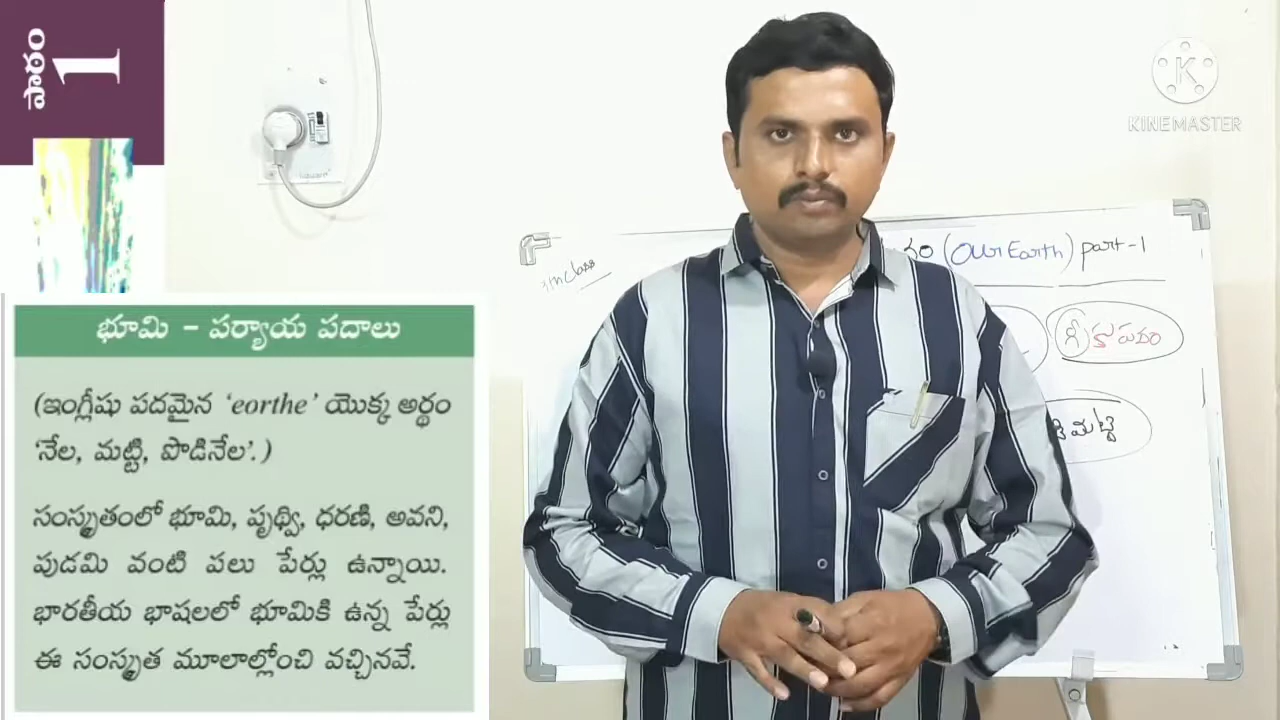 పాఠం
1
భూమి - పర్యాయ పదాలు
(ఇంగ్లీషు పదమైన 'eorthe' యొక్క అర్థం
'నేల, మట్టి, పొడినేల'.)
సంస్కృతంలో భూమి, పృథ్వి, ధరణి, అవని,
పుడమి వంటి పలు పేర్లు ఉన్నాయి.
భారతీయ భాషలలో భూమికి ఉన్న పేర్లు
ఈ సంస్కృత మూలాల్లోంచి వచ్చినవే.
K
KINEMASTER
class
(Our Earth) part-1